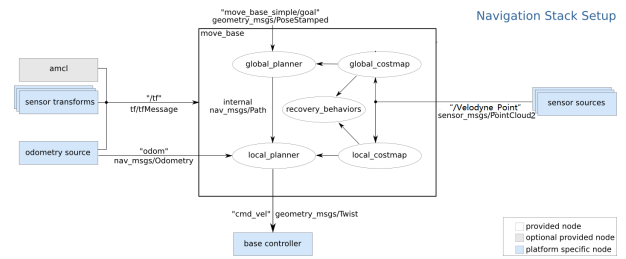 Navigation Stack Setup
"move_base_simple/goal"
geometry_msgs/PoseStamped
move_base
global_planner
global_costmap
amcl
sensor transforms
"/tf"
tf/tfMessage
internal
nav_msgs/Path
recovery_behaviors
"/Velodyne_Point"
sensor_msgs/PointCloud2
sensor sources
odometry source
"odom"
nav_msgs/Odometry
local_planner
local_costmap
"cmd_vel" geometry_msgs/Twist
base controller
provided node
optional provided node
platform specific node